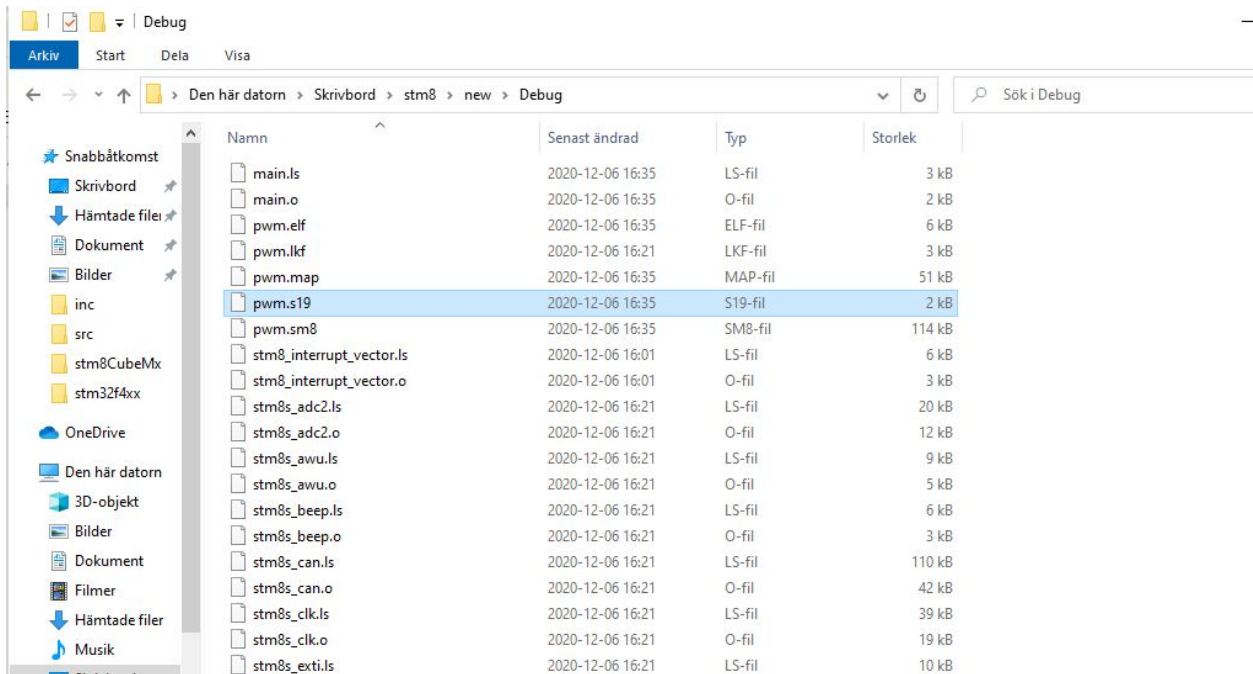 Debug
Arkiv Start Dela Visa
Den här datorn > Skrivbord > stm8 > new > Debug
Sök i Debug
Namn Senast ändrad Typ Storlek
Snabbåtkomst
Skrivbord
Hämtade filer
Dokument
Bilder
inc
src
stm8CubeMx
stm32f4xx
OneDrive
Den här datorn
3D-objekt
Bilder
Dokument
Filmer
Hämtade filer
Musik
main.ls 2020-12-06 16:35 LS-fil 3 kB
main.o 2020-12-06 16:35 O-fil 2 kB
pwm.elf 2020-12-06 16:35 ELF-fil 6 kB
pwm.lkf 2020-12-06 16:21 LKF-fil 3 kB
pwm.map 2020-12-06 16:35 MAP-fil 51 kB
pwm.s19 2020-12-06 16:35 S19-fil 2 kB
pwm.sm8 2020-12-06 16:35 SM8-fil 114 kB
stm8_interrupt_vector.ls 2020-12-06 16:01 LS-fil 6 kB
stm8_interrupt_vector.o 2020-12-06 16:01 O-fil 3 kB
stm8s_adc2.ls 2020-12-06 16:21 LS-fil 20 kB
stm8s_adc2.o 2020-12-06 16:21 O-fil 12 kB
stm8s_awu.ls 2020-12-06 16:21 LS-fil 9 kB
stm8s_awu.o 2020-12-06 16:21 O-fil 5 kB
stm8s_beep.ls 2020-12-06 16:21 LS-fil 6 kB
stm8s_beep.o 2020-12-06 16:21 O-fil 3 kB
stm8s_can.ls 2020-12-06 16:21 LS-fil 110 kB
stm8s_can.o 2020-12-06 16:21 O-fil 42 kB
stm8s_clk.ls 2020-12-06 16:21 LS-fil 39 kB
stm8s_clk.o 2020-12-06 16:21 O-fil 19 kB
stm8s_exti.ls 2020-12-06 16:21 LS-fil 10 kB